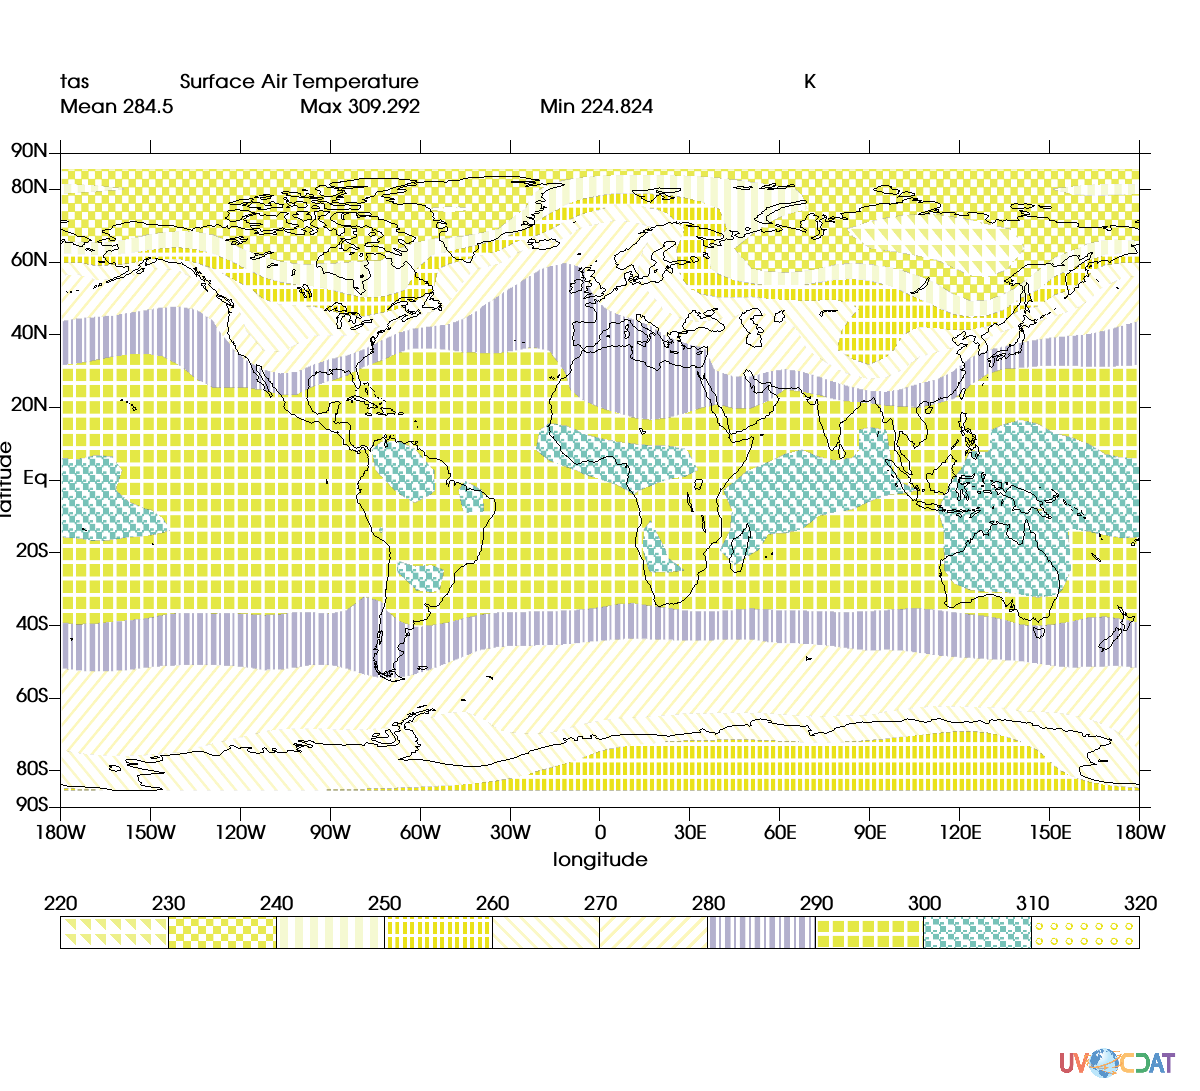 tas Surface Air Temperature K
Mean 284.5 Max 309.292 Min 224.824
90N
80N
60N
40N
20N
Eq
20S
40S
60S
80S
90S
latitude
180W 150W 120W 90W 60W 30W 0 30E 60E 90E 120E 150E 180W
longitude
220 230 240 250 260 270 280 290 300 310 320
UV CDAT